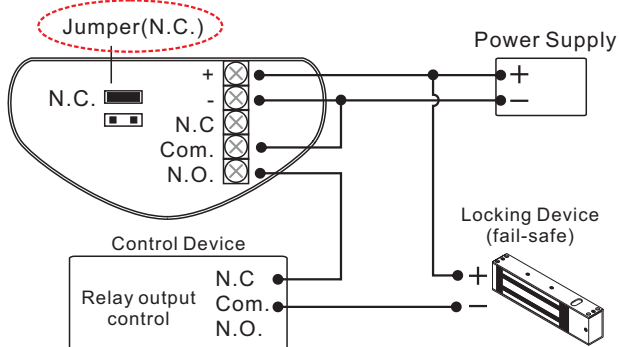 Jumper(N.C.)
Power Supply
+
-
N.C.
+
-
N.C
Com.
N.O.
Locking Device
(fail-safe)
+
−
Control Device
Relay output
control
N.C
Com.
N.O.